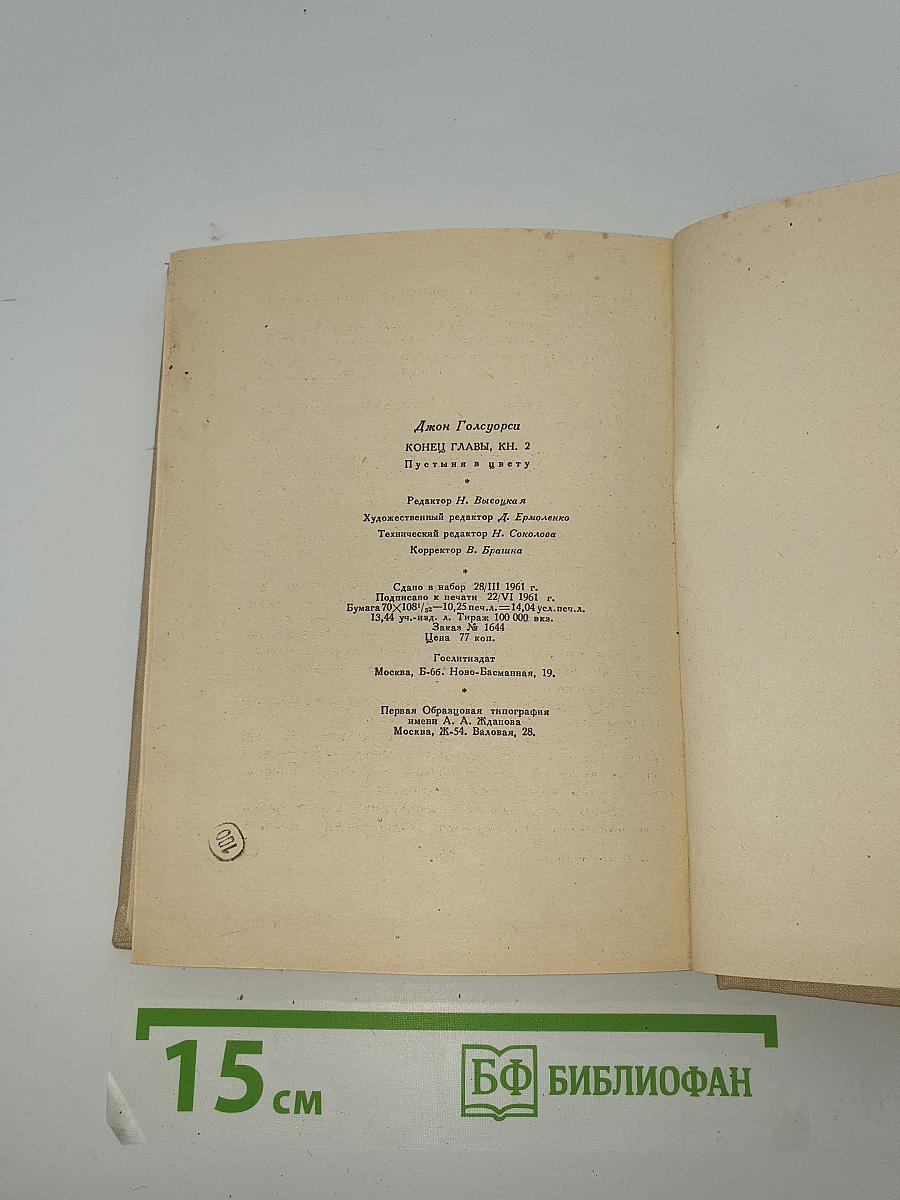 Джон Голсуорси
КОНЕЦ ГЛАВЫ, КН. 2
Пустыня в цвету
*
Редактор Н. Высоцкая
Художественный редактор Д. Ермоленко
Технический редактор Н. Соколова
Корректор В. Брагина
*
Сдано в набор 28/III 1961 г.
Подписано к печати 22/VI 1961 г.
Бумага 70×108¹/₃₂—10,25 печ.л.=14,04 усл.печ.л.
13,44 уч.-изд. л. Тираж 100 000 экз.
Заказ № 1644
Цена 77 коп.
Гослитиздат
Москва, Б-66. Ново-Басманная, 19.
*
Первая Образцовая типография
имени А. А. Жданова
Москва, Ж-54. Валовая, 28.
100
15 см
БФ БИБЛИОФАН